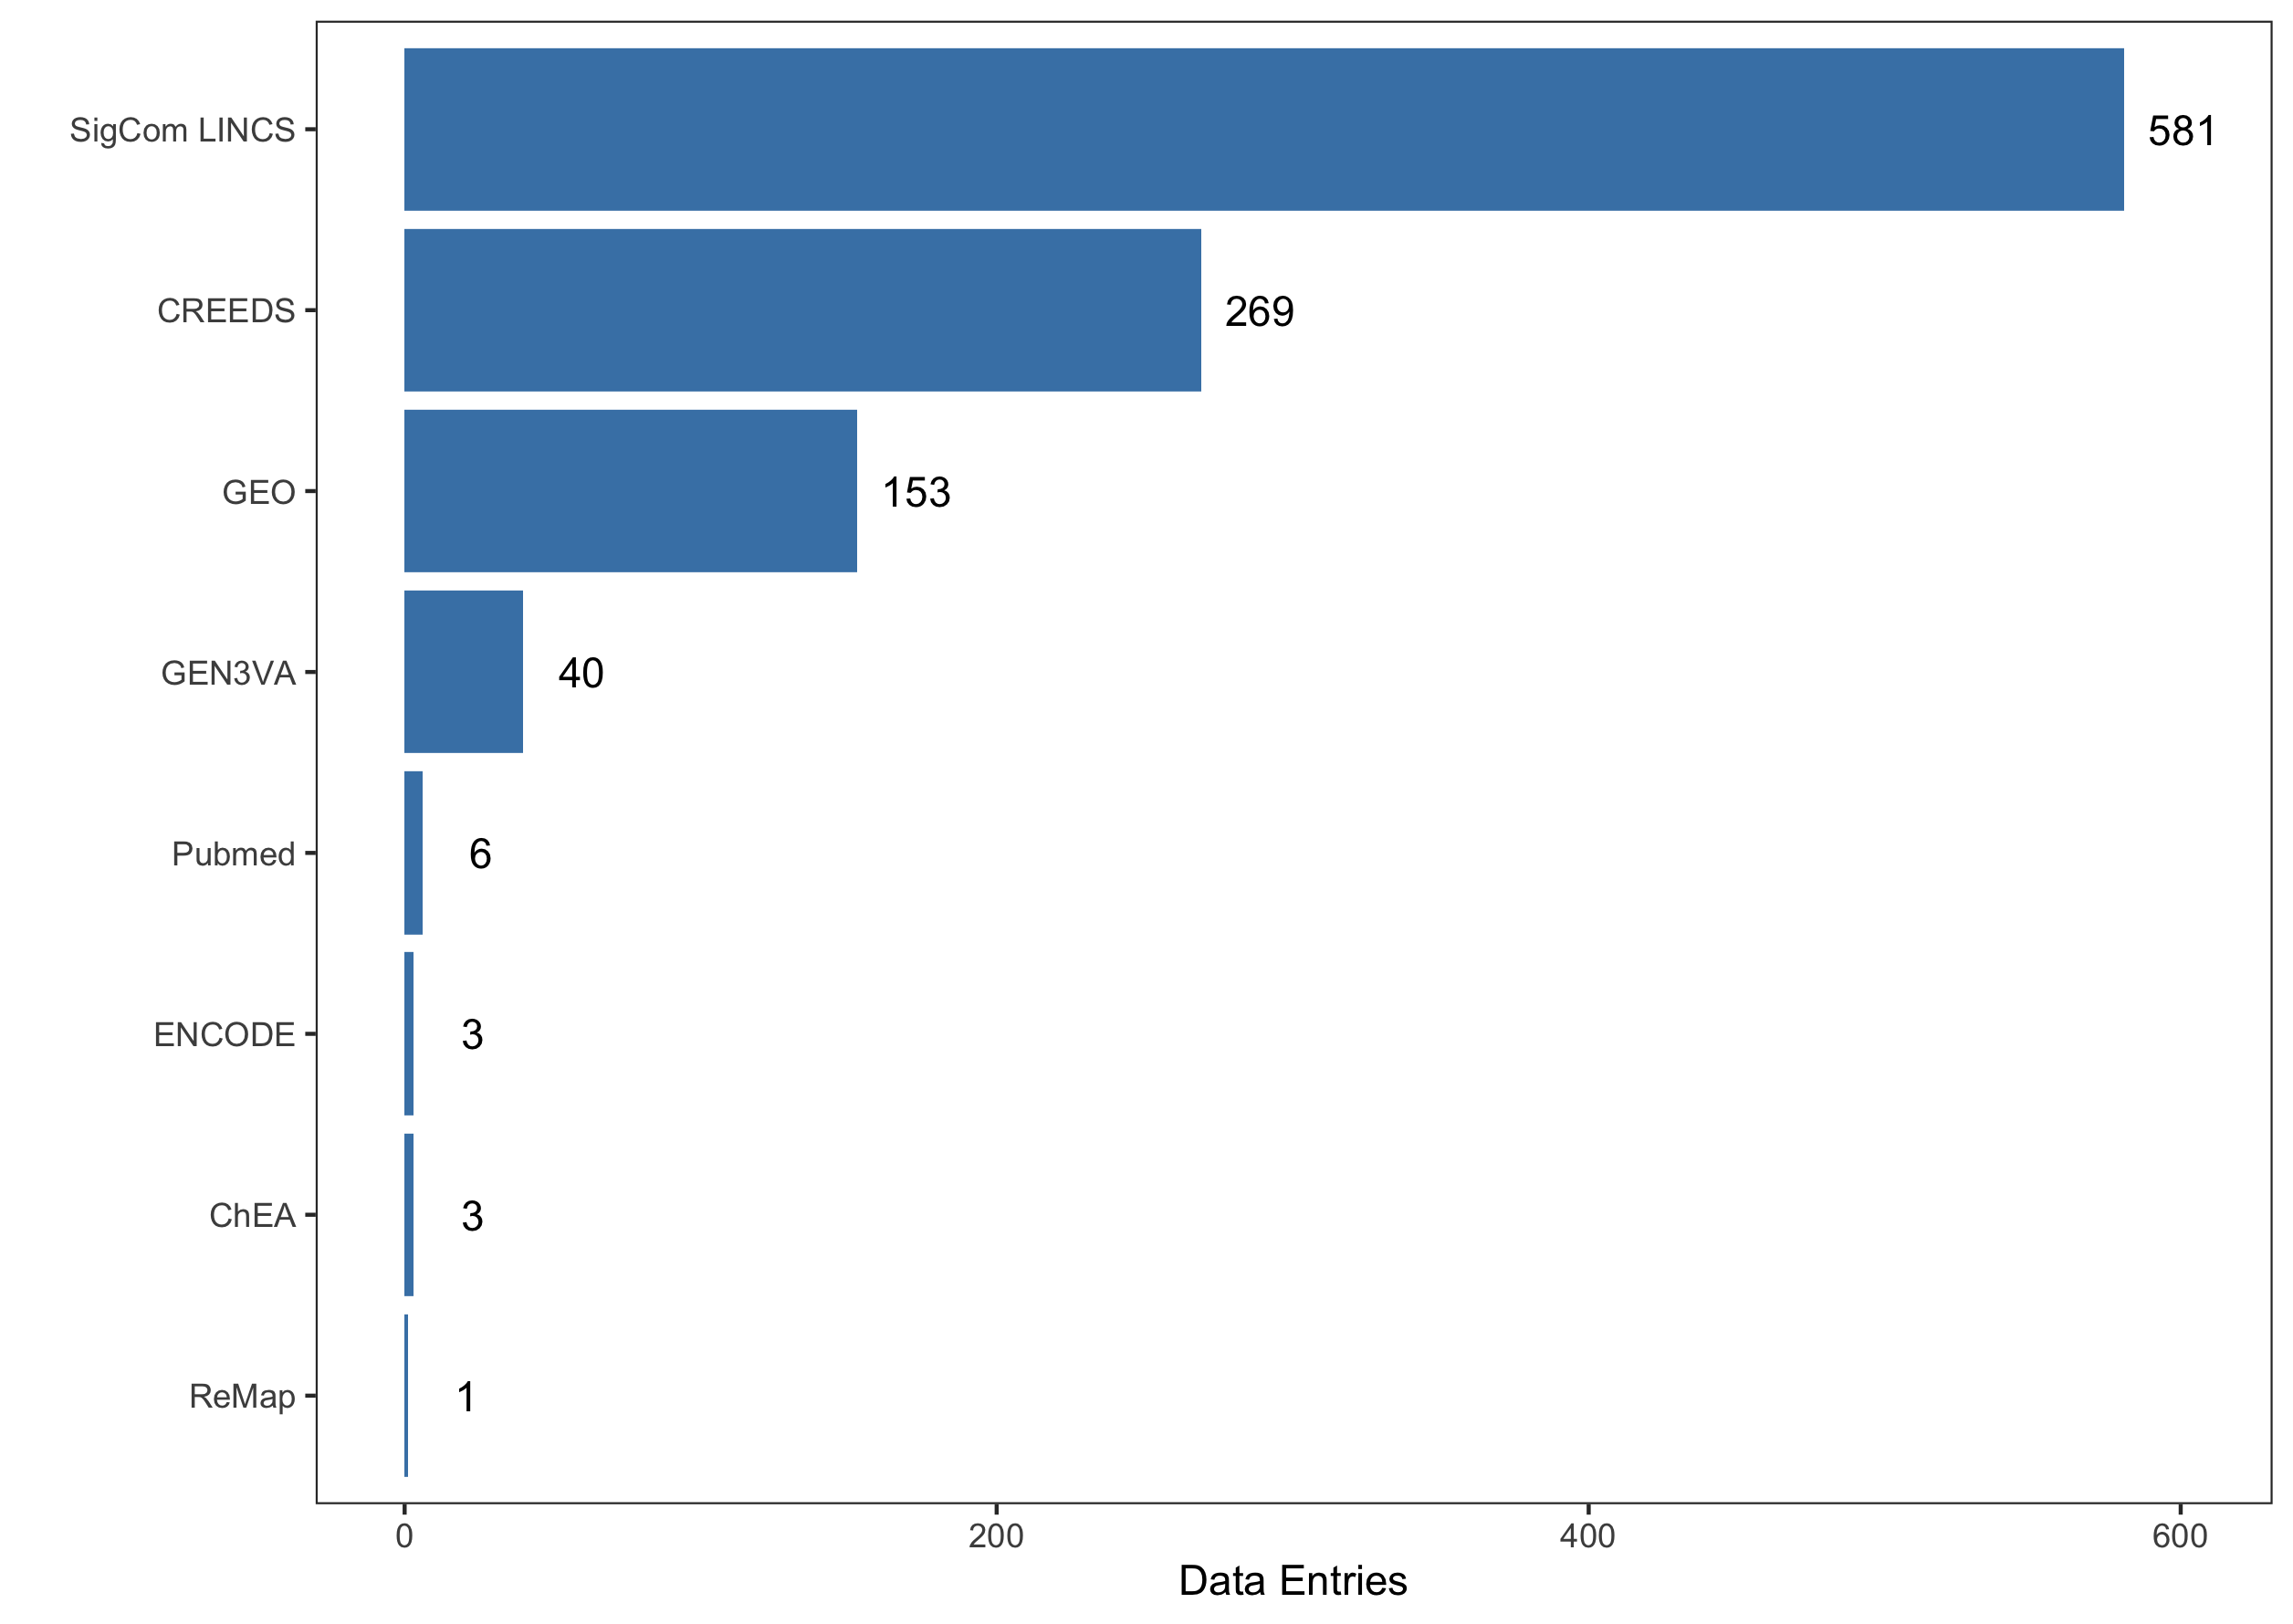 SigCom LINCS 581
CREEDS 269
GEO 153
GEN3VA 40
Pubmed 6
ENCODE 3
ChEA 3
ReMap 1
0 200 400 600
Data Entries